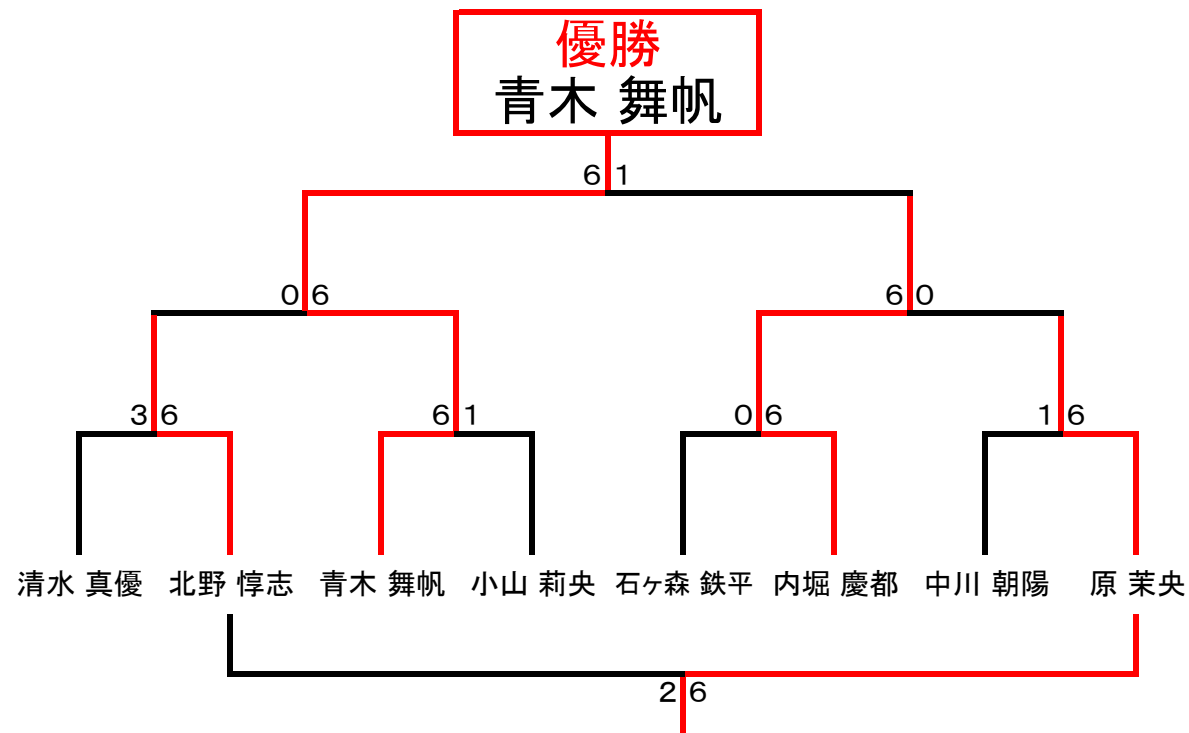 優勝
青木 舞帆
6 1
0 6
6 0
3 6
6 1
0 6
1 6
清水 真優
北野 惇志
青木 舞帆
小山 莉央
石ヶ森 鉄平
内堀 慶都
中川 朝陽
原 茉央
2 6